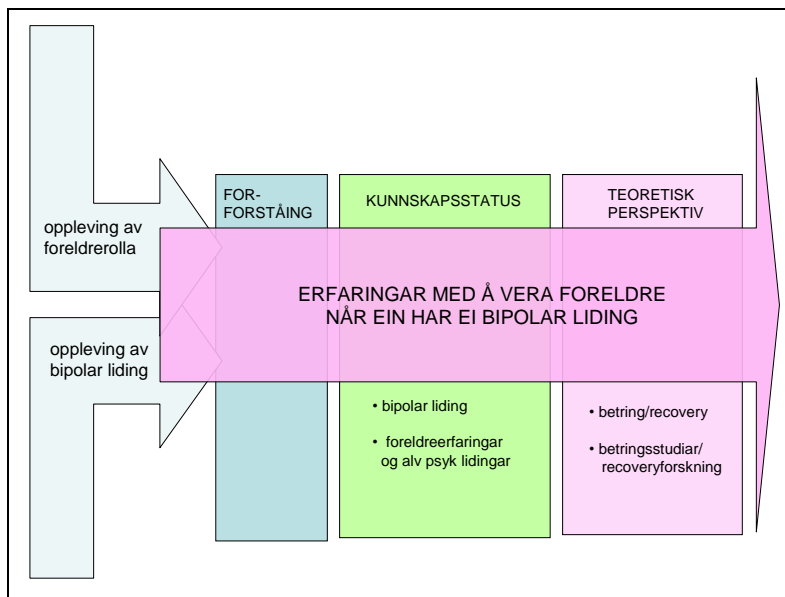 oppleving av
foreldrerolla
oppleving av
bipolar liding
FOR-
FORSTÅING
KUNNSKAPSSTATUS
TEORETISK
PERSPEKTIV
ERFARINGAR MED Å VERA FORELDRE
NÅR EIN HAR EI BIPOLAR LIDING
• bipolar liding
• foreldreerfaringar
og alv psyk lidingar
• betring/recovery
• betringsstudiar/
recoveryforskning